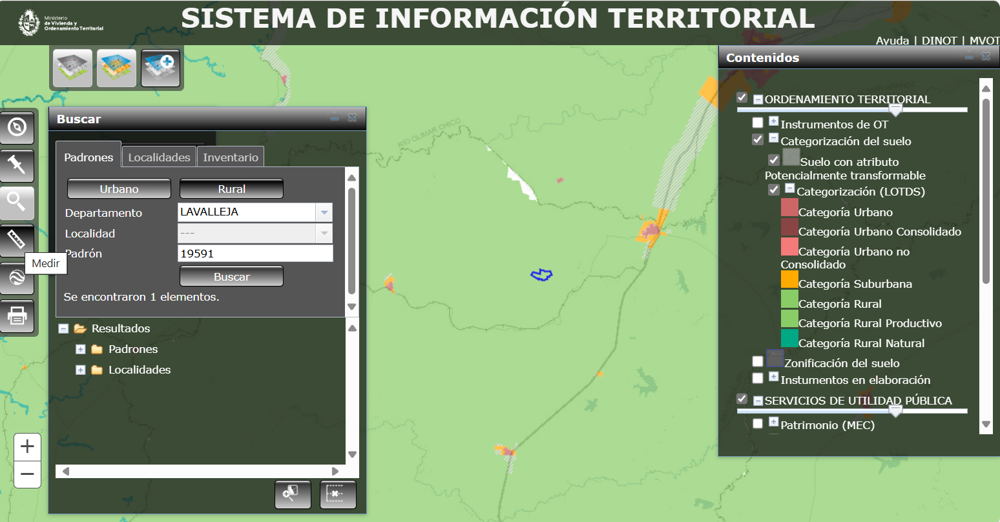 Ministerio
de Vivienda y
Ordenamiento Territorial
SISTEMA DE INFORMACIÓN TERRITORIAL
Ayuda | DINOT | MVOT
Buscar
Padrones
Localidades
Inventario
Urbano
Rural
Departamento
LAVALLEJA
Localidad
---
Padrón
19591
Buscar
Se encontraron 1 elementos.
Resultados
Padrones
Localidades
Medir
+
−
RÍO OLIMAR CHICO
Contenidos
ORDENAMIENTO TERRITORIAL
Instrumentos de OT
Categorización del suelo
Suelo con atributo
Potencialmente transformable
Categorización (LOTDS)
Categoría Urbano
Categoría Urbano Consolidado
Categoría Urbano no
Consolidado
Categoría Suburbana
Categoría Rural
Categoría Rural Productivo
Categoría Rural Natural
Zonificación del suelo
Instumentos en elaboración
SERVICIOS DE UTILIDAD PÚBLICA
Patrimonio (MEC)